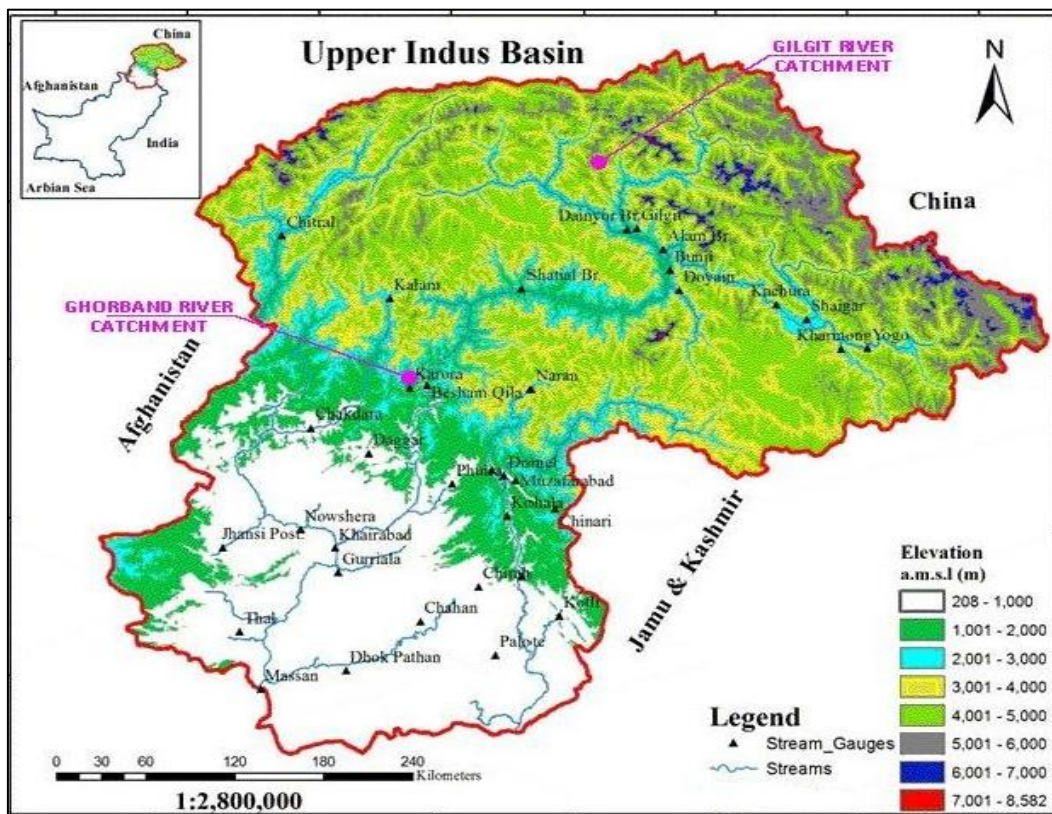 Upper Indus Basin
GILGIT RIVER
CATCHMENT
N
China
Afghanistan
India
Arbian Sea
China
Chitral
Dainyor Br.
Gilgit
Alam Br.
Bunji
Doyain
Kalam
Shatial Br.
Kachura
Shaigar
Kharmong
Yogo
GHORBAND RIVER
CATCHMENT
Afghanistan
Karora
Besham Qila
Naran
Chakdara
Daggar
Phulra
Domel
Muzafarabad
Kohala
Chinari
Jamu & Kashmir
Nowshera
Jhansi Post.
Khairabad
Gurriala
Chirah
Kotli
Thal
Chahan
Palote
Dhok Pathan
Massan
Elevation
a.m.s.l (m)
208 - 1,000
1,001 - 2,000
2,001 - 3,000
3,001 - 4,000
4,001 - 5,000
5,001 - 6,000
6,001 - 7,000
7,001 - 8.582
Legend
Stream_Gauges
Streams
0 15 30 60 120 180 240
Kilometers
1:2,800,000